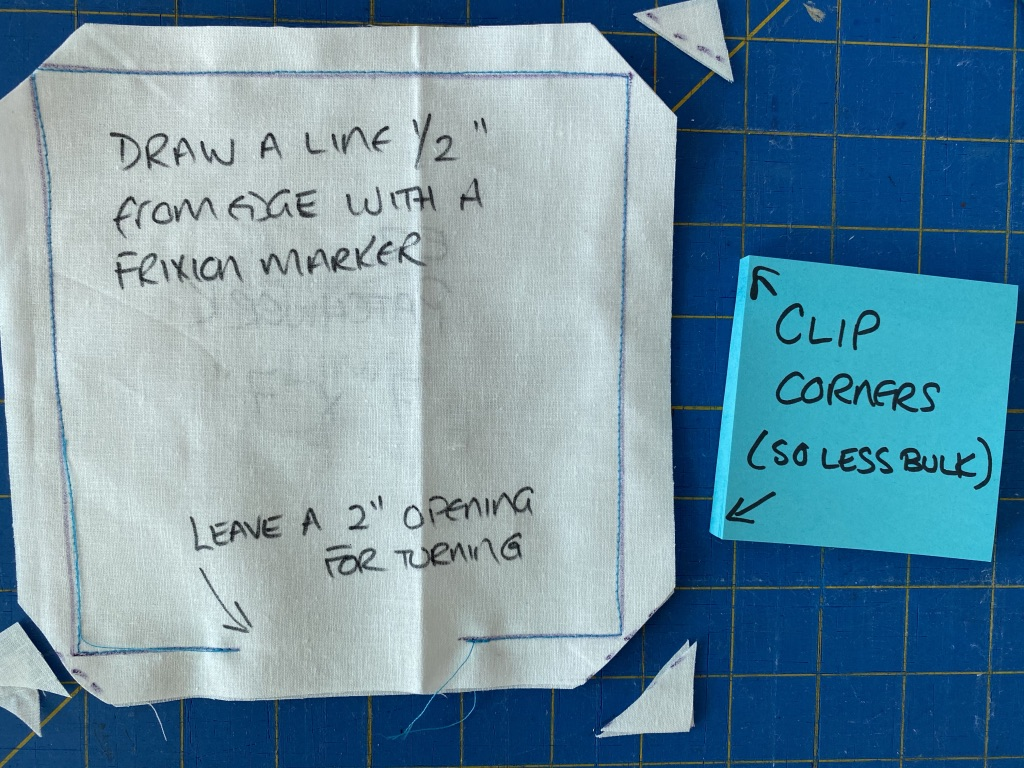 DRAW A LINE 1/2"
FROM EDGE WITH A
FRIXION MARKER
PATCHWORK
LEAVE A 2" OPENING
FOR TURNING
CLIP
CORNERS
(SO LESS BULK)